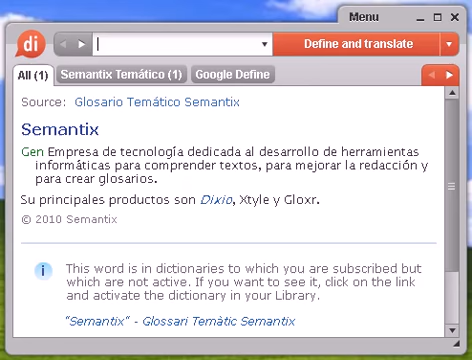 Menu
di
Define and translate
All (1) Semantix Temático (1) Google Define
Source: Glosario Temático Semantix
Semantix
Gen Empresa de tecnología dedicada al desarrollo de herramientas
informáticas para comprender textos, para mejorar la redacción y
para crear glosarios.
Su principales productos son Dixio, Xtyle y Gloxr.
© 2010 Semantix
i
This word is in dictionaries to which you are subscribed but
which are not active. If you want to see it, click on the link
and activate the dictionary in your Library.
"Semantix" - Glossari Temàtic Semantix